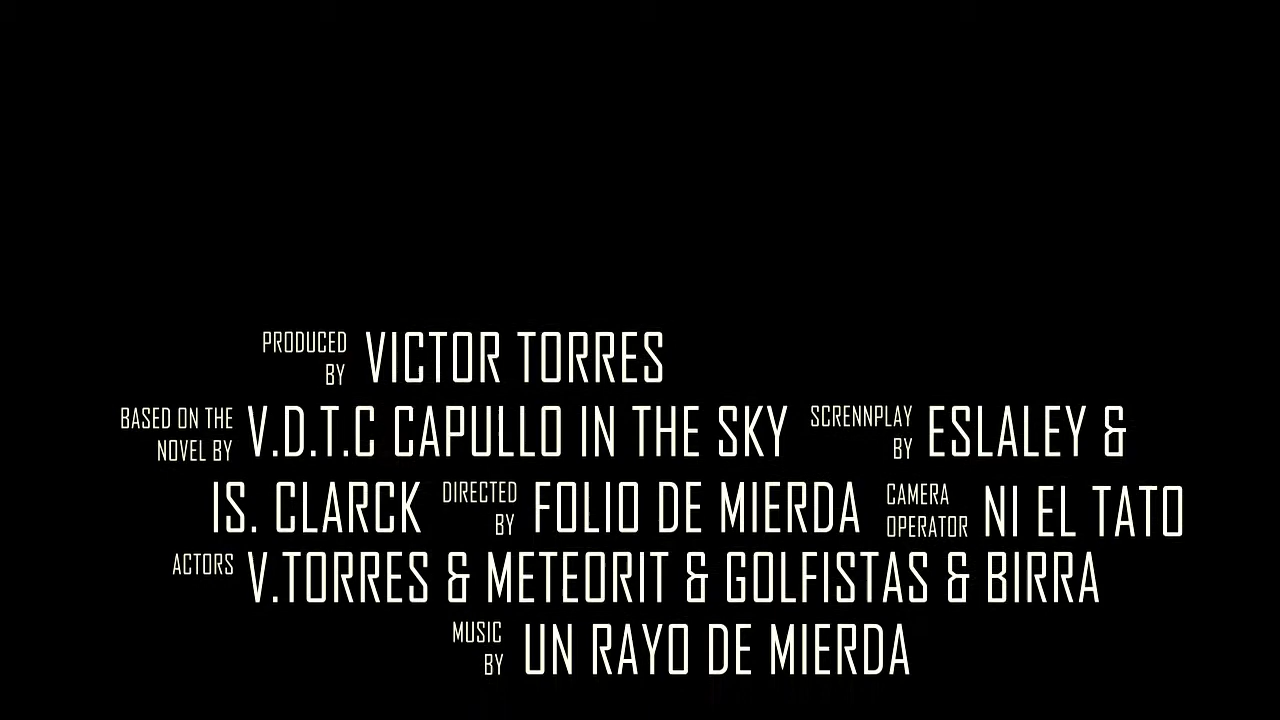 PRODUCED BY VICTOR TORRES
BASED ON THE NOVEL BY V.D.T.C CAPULLO IN THE SKY SCRENNPLAY BY ESLALEY &
IS. CLARCK DIRECTED BY FOLIO DE MIERDA CAMERA OPERATOR NI EL TATO
ACTORS V.TORRES & METEORIT & GOLFISTAS & BIRRA
MUSIC BY UN RAYO DE MIERDA